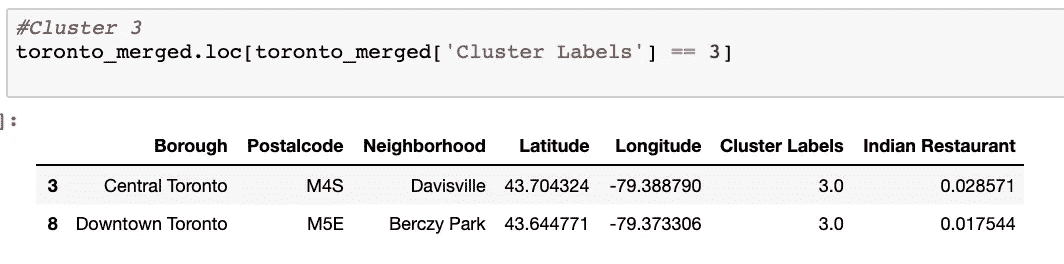 #Cluster 3
toronto_merged.loc[toronto_merged['Cluster Labels'] == 3]
]:
Borough Postalcode Neighborhood Latitude Longitude Cluster Labels Indian Restaurant
3 Central Toronto M4S Davisville 43.704324 -79.388790 3.0 0.028571
8 Downtown Toronto M5E Berczy Park 43.644771 -79.373306 3.0 0.017544